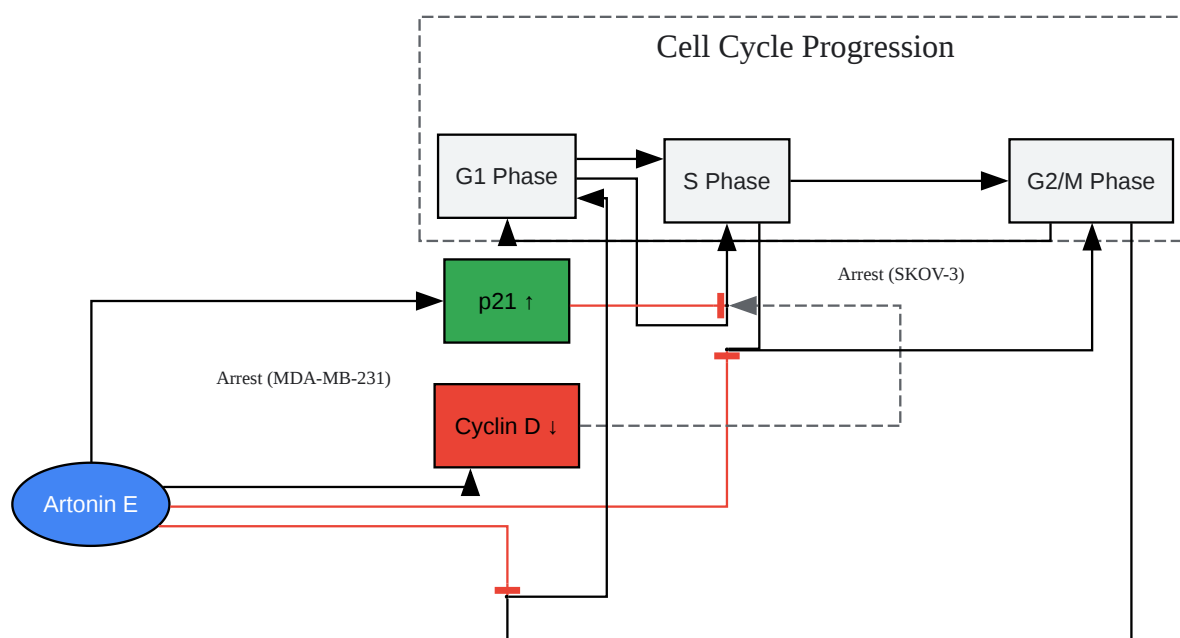 Cell Cycle Progression
G1 Phase
S Phase
G2/M Phase
Arrest (SKOV-3)
p21 ↑
Arrest (MDA-MB-231)
Cyclin D ↓
Artonin E